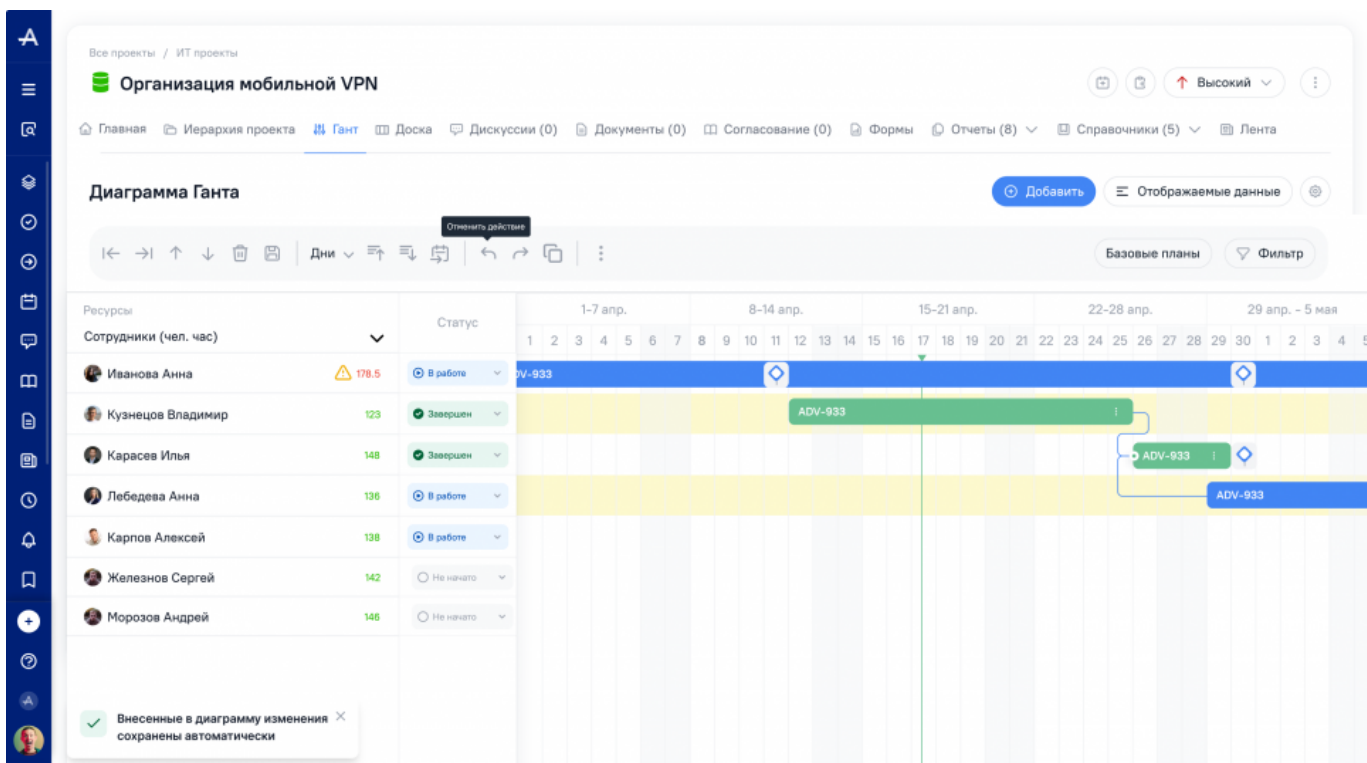 Все проекты / ИТ проекты
Организация мобильной VPN
Высокий
Главная Иерархия проекта Гант Доска Дискуссии (0) Документы (0) Согласование (0) Формы Отчеты (8) Справочники (5) Лента
Диаграмма Ганта
Добавить Отображаемые данные
Отменить действие
Дни Базовые планы Фильтр
Ресурсы Статус 1-7 апр. 8-14 апр. 15-21 апр. 22-28 апр. 29 апр. - 5 мая
Сотрудники (чел. час) 1 2 3 4 5 6 7 8 9 10 11 12 13 14 15 16 17 18 19 20 21 22 23 24 25 26 27 28 29 30 1 2 3 4 5
Иванова Анна 178.5 В работе DV-933
Кузнецов Владимир 123 Завершен ADV-933
Карасев Илья 148 Завершен ADV-933
Лебедева Анна 136 В работе ADV-933
Карпов Алексей 138 В работе
Железнов Сергей 142 Не начато
Морозов Андрей 146 Не начато
Внесенные в диаграмму изменения
сохранены автоматически